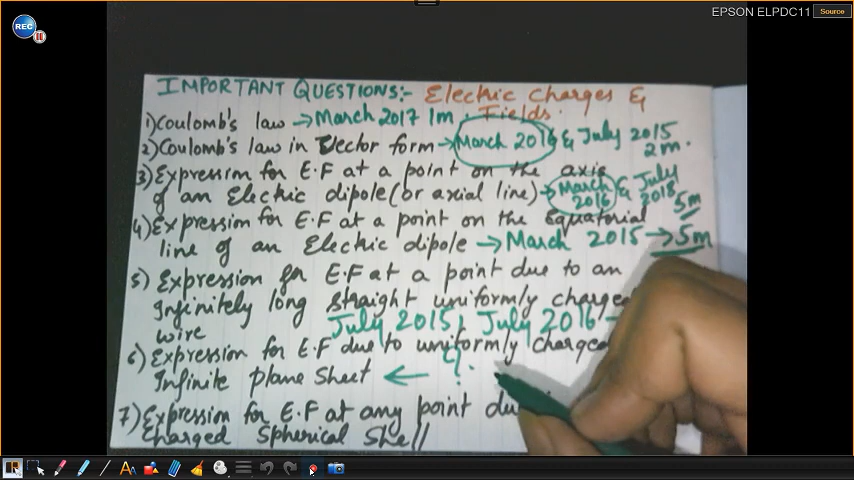 EPSON ELPDC11
Source
REC
IMPORTANT QUESTIONS:- Electric Charges &
Fields.
1) Coulomb's law → March 2017 1m
2) Coulomb's law in Vector form → March 2016 & July 2015
2m.
3) Expression for E.F at a point on the axis
of an Electric dipole (or axial line) → March & July
2016 2018
5m
4) Expression for E.F at a point on the Equatorial
line of an Electric dipole → March 2015 → 5m
5) Expression for E.F at a point due to an
Infinitely long straight uniformly charged
wire July 2015, July 2016
6) Expression for E.F due to uniformly charged
Infinite plane Sheet ← ?
7) Expression for E.F at any point du
Charged Spherical Shell